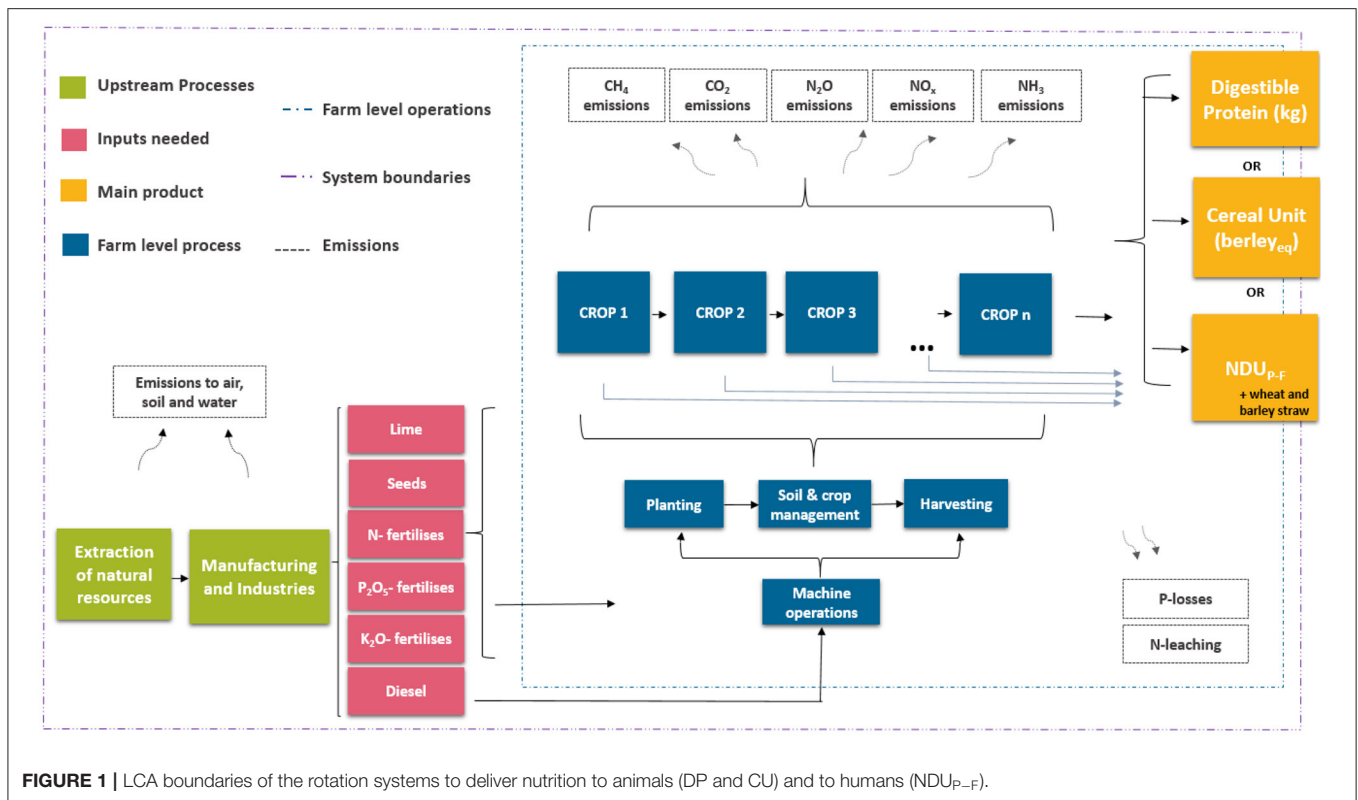 Upstream Processes
Inputs needed
Main product
Farm level process
Farm level operations
System boundaries
Emissions
CH₄
emissions
CO₂
emissions
N₂O
emissions
NOₓ
emissions
NH₃
emissions
Digestible
Protein (kg)
OR
Cereal Unit
(berley_eq)
OR
NDU_P-F
+ wheat and
barley straw
CROP 1
CROP 2
CROP 3
...
CROP n
Emissions to air,
soil and water
Extraction
of natural
resources
Manufacturing
and Industries
Lime
Seeds
N- fertilises
P₂O₅- fertilises
K₂O- fertilises
Diesel
Planting
Soil & crop
management
Harvesting
Machine
operations
P-losses
N-leaching
FIGURE 1 | LCA boundaries of the rotation systems to deliver nutrition to animals (DP and CU) and to humans (NDU_P–F).